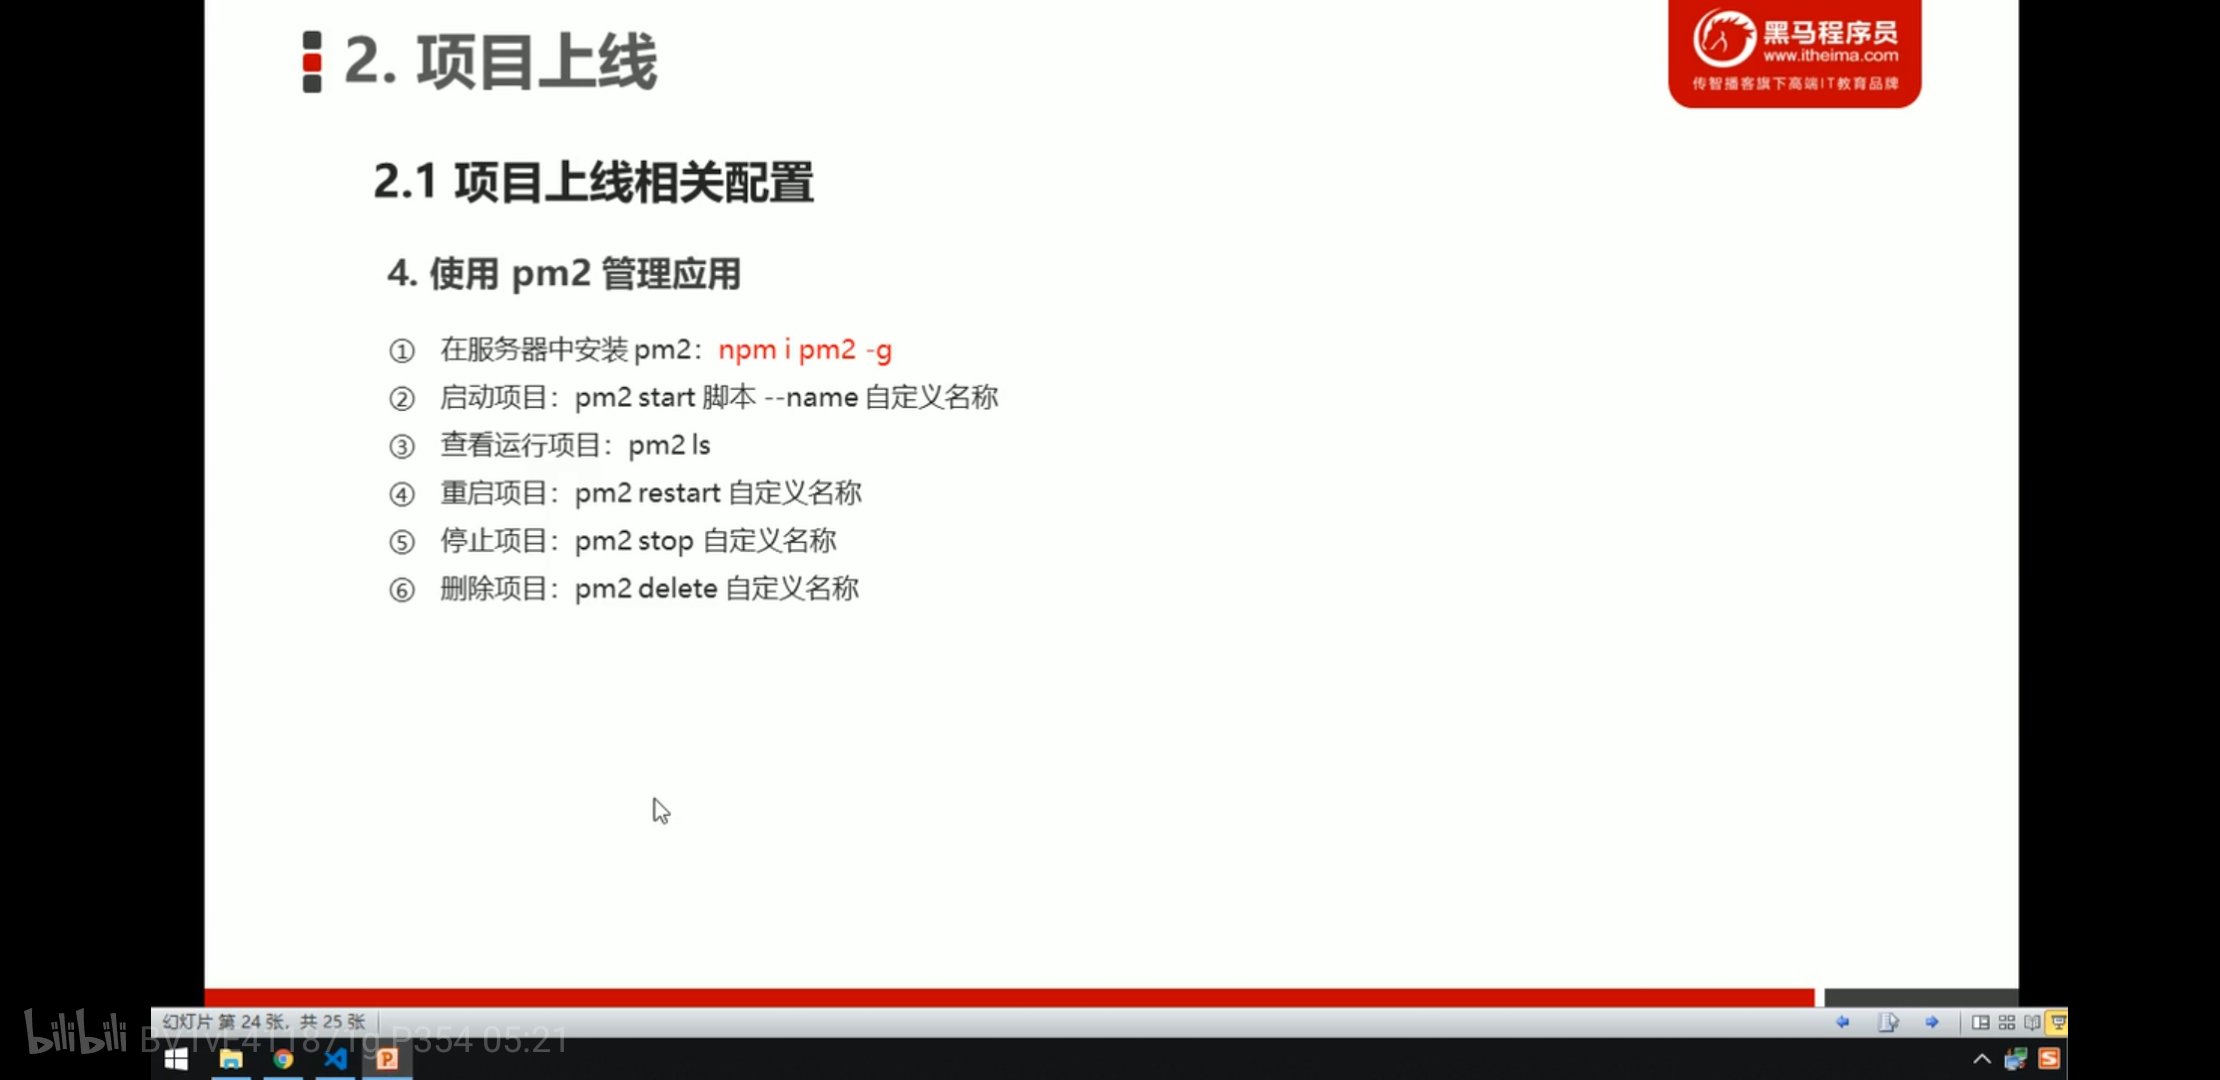 2. 项目上线
黑马程序员
www.itheima.com
传智播客旗下高端IT教育品牌
2.1 项目上线相关配置
4. 使用 pm2 管理应用
① 在服务器中安装 pm2：npm i pm2 -g
② 启动项目：pm2 start 脚本 --name 自定义名称
③ 查看运行项目：pm2 ls
④ 重启项目：pm2 restart 自定义名称
⑤ 停止项目：pm2 stop 自定义名称
⑥ 删除项目：pm2 delete 自定义名称
幻灯片 第 24 张，共 25 张
bilibili P354 05:21